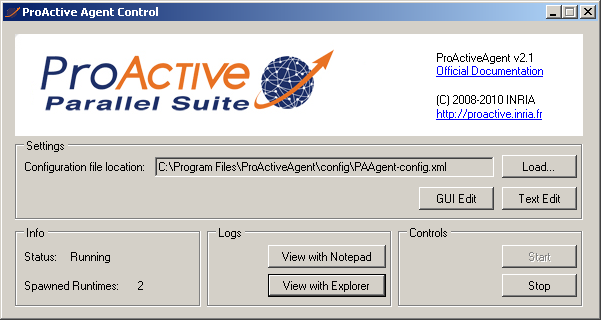 ProActive Agent Control
ProActive
Parallel Suite
ProActiveAgent v2.1
Official Documentation
(C) 2008-2010 INRIA
http://proactive.inria.fr
Settings
Configuration file location: C:\Program Files\ProActiveAgent\config\PAAgent-config.xml Load...
GUI Edit Text Edit
Info
Status: Running
Spawned Runtimes: 2
Logs
View with Notepad
View with Explorer
Controls
Start
Stop